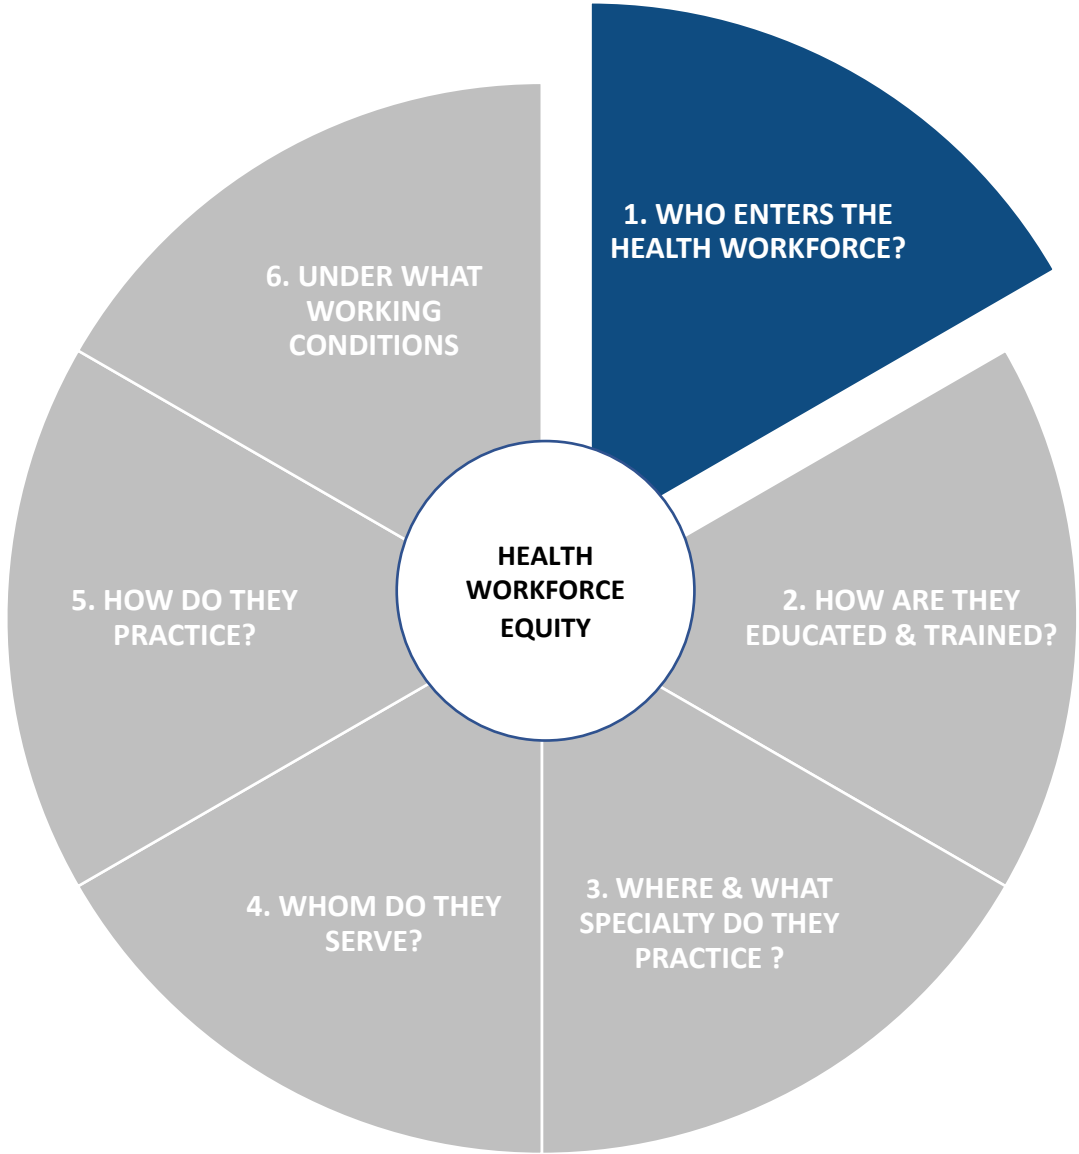 1. WHO ENTERS THE
HEALTH WORKFORCE?
2. HOW ARE THEY
EDUCATED & TRAINED?
3. WHERE & WHAT
SPECIALTY DO THEY
PRACTICE ?
4. WHOM DO THEY
SERVE?
5. HOW DO THEY
PRACTICE?
6. UNDER WHAT
WORKING
CONDITIONS
HEALTH
WORKFORCE
EQUITY